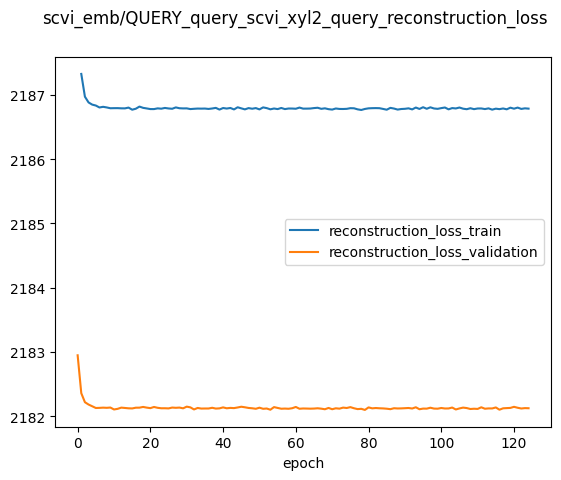 scvi_emb/QUERY_query_scvi_xyl2_query_reconstruction_loss
2187
2186
2185
2184
2183
2182
reconstruction_loss_train
reconstruction_loss_validation
0 20 40 60 80 100 120
epoch